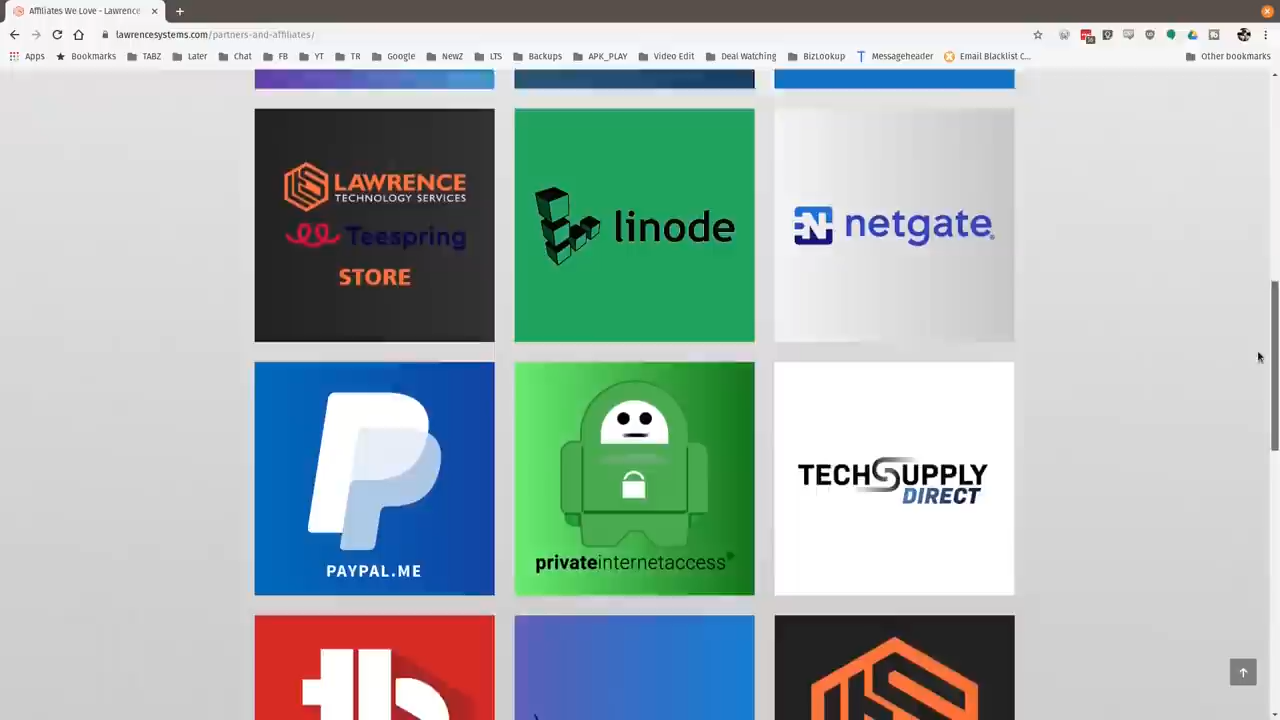 Affiliates We Love - Lawrence
lawrencesystems.com/partners-and-affiliates/
Apps Bookmarks TABZ Later Chat FB YT TR Google NewZ LTS Backups APK_PLAY Video Edit Deal Watching BizLookup Messageheader Email Blacklist C... Other bookmarks
LAWRENCE
TECHNOLOGY SERVICES
Teespring
STORE
linode
netgate
PAYPAL.ME
privateinternetaccess
TECHSUPPLY
DIRECT